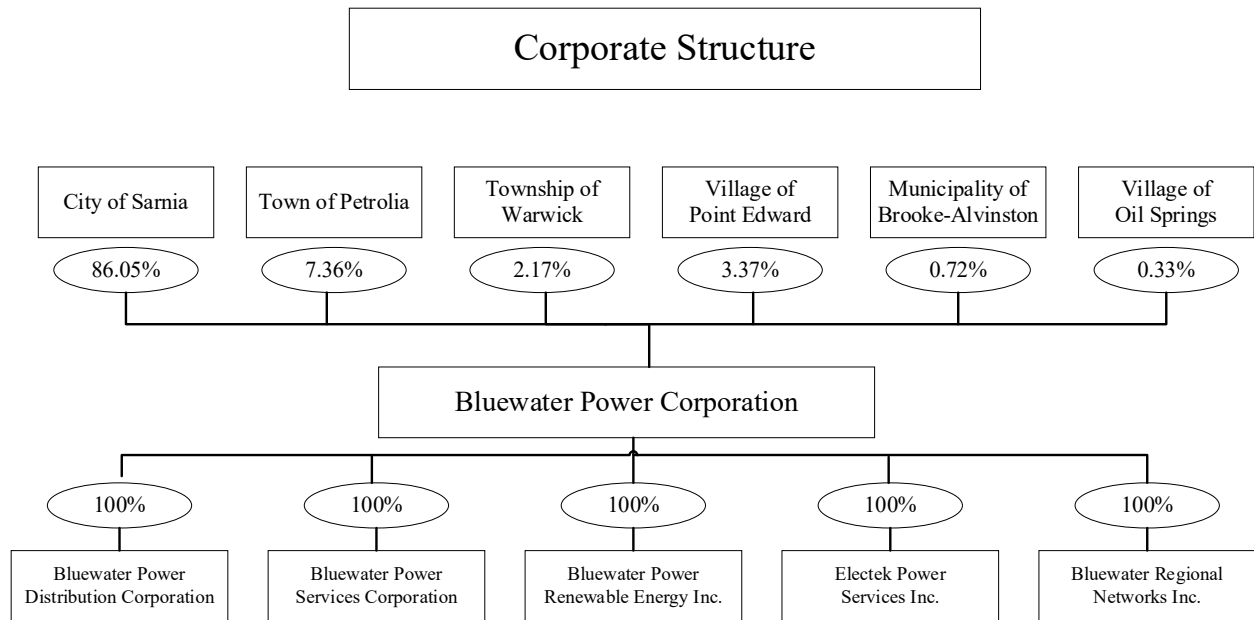 Corporate Structure
City of Sarnia
Town of Petrolia
Township of
Warwick
Village of
Point Edward
Municipality of
Brooke-Alvinston
Village of
Oil Springs
86.05%
7.36%
2.17%
3.37%
0.72%
0.33%
Bluewater Power Corporation
100%
100%
100%
100%
100%
Bluewater Power
Distribution Corporation
Bluewater Power
Services Corporation
Bluewater Power
Renewable Energy Inc.
Electek Power
Services Inc.
Bluewater Regional
Networks Inc.